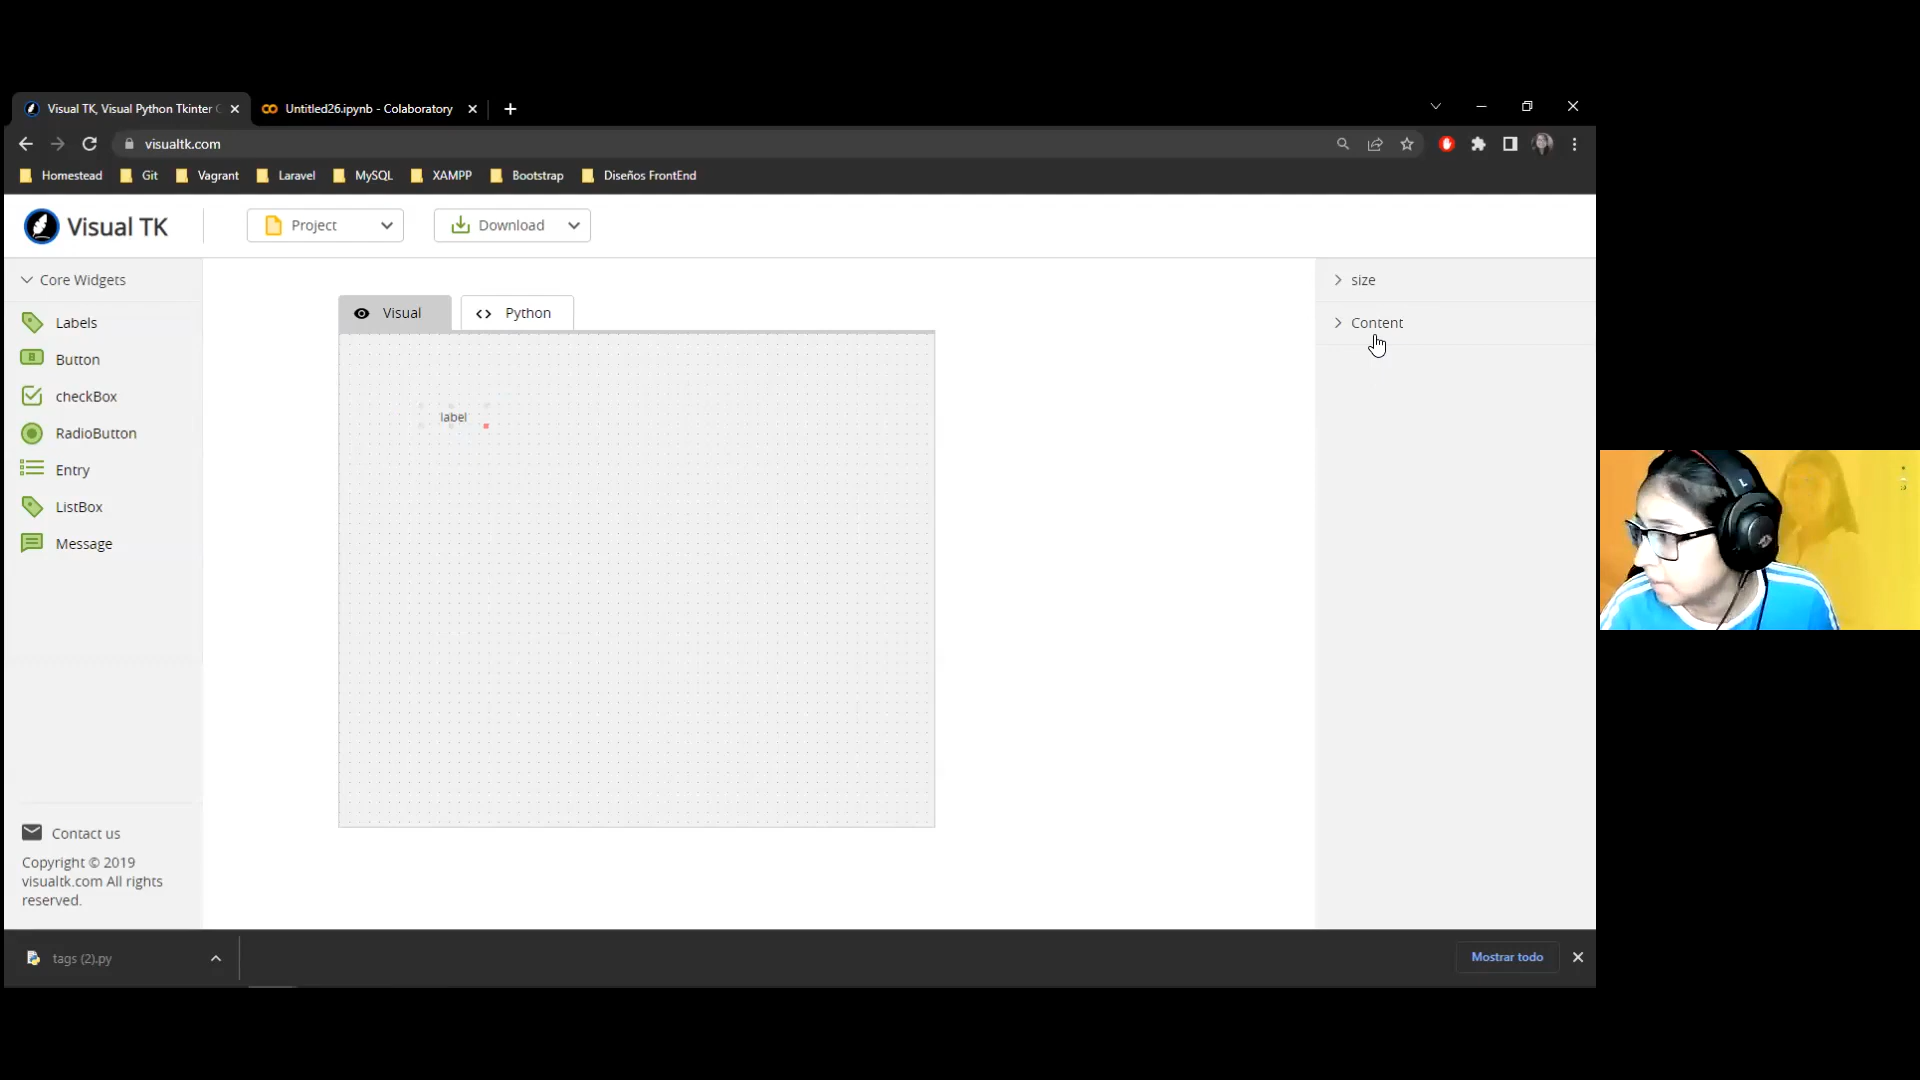 Visual TK, Visual Python Tkinter
Untitled26.ipynb - Colaboratory
visualtk.com
Homestead
Git
Vagrant
Laravel
MySQL
XAMPP
Bootstrap
Diseños FrontEnd
Visual TK
Project
Download
Core Widgets
size
Visual
Python
Labels
Content
Button
checkBox
label
RadioButton
Entry
ListBox
Message
Contact us
Copyright © 2019
visualtk.com All rights
reserved.
tags (2).py
Mostrar todo
L